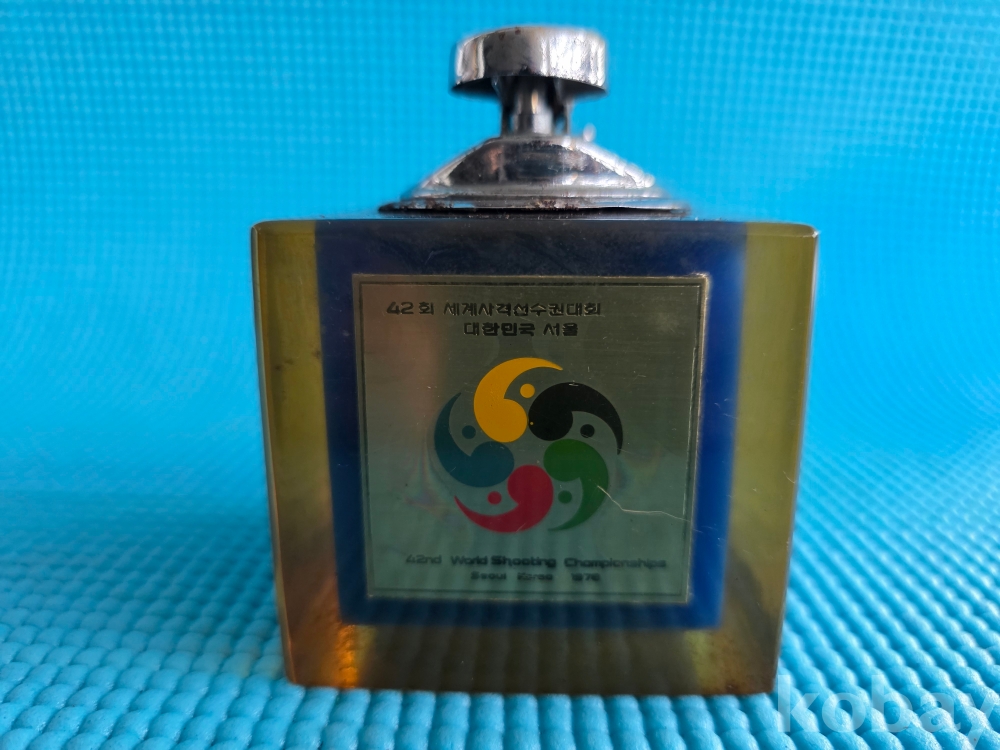 42회 세계사격선수권대회
대한민국 서울
42nd World Shooting Championships
Seoul Korea 1978
kobay